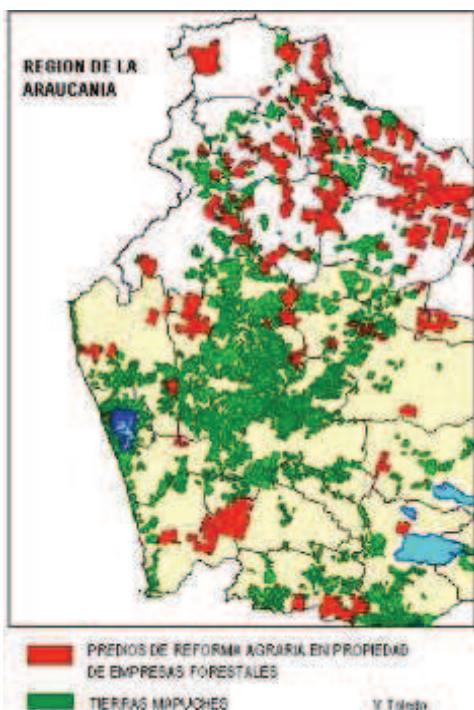 REGION DE LA
ARAUCANIA
PREDIOS DE REFORMA AGRARIA EN PROPIEDAD
DE EMPRESAS FORESTALES
TIERRAS MAPUCHES
V Toledo